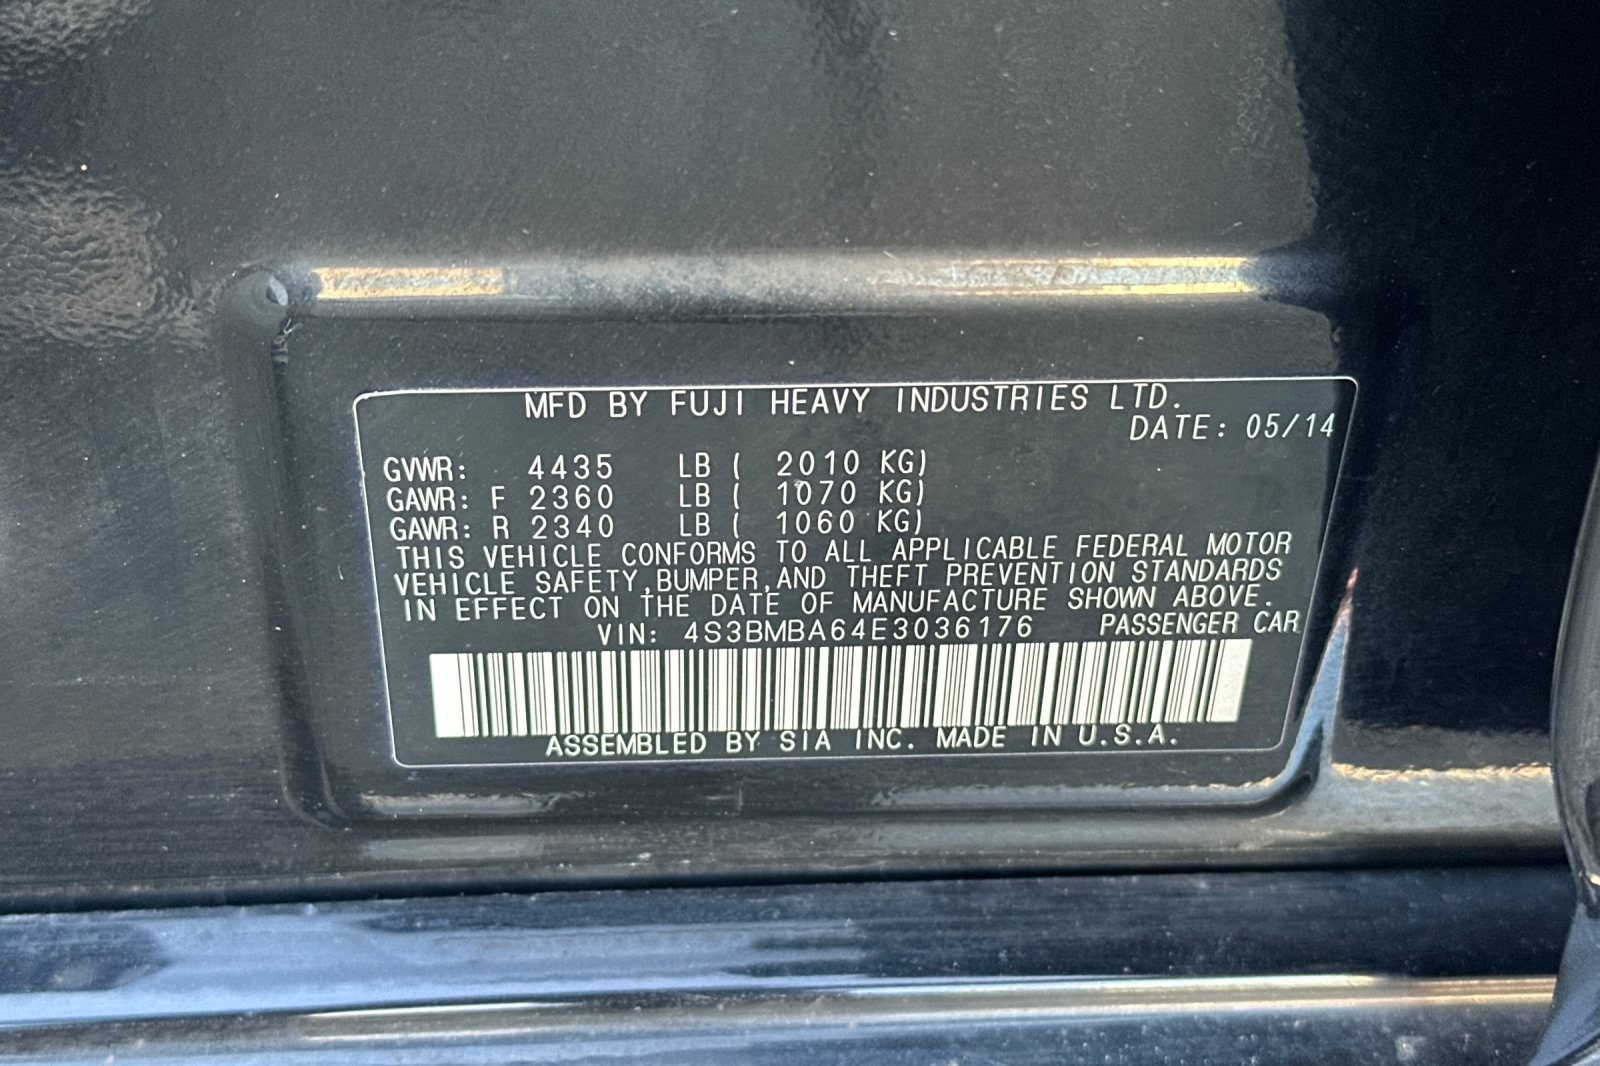 MFD BY FUJI HEAVY INDUSTRIES LTD.
DATE: 05/14
GVWR: 4435 LB ( 2010 KG)
GAWR: F 2360 LB ( 1070 KG)
GAWR: R 2340 LB ( 1060 KG)
THIS VEHICLE CONFORMS TO ALL APPLICABLE FEDERAL MOTOR
VEHICLE SAFETY,BUMPER,AND THEFT PREVENTION STANDARDS
IN EFFECT ON THE DATE OF MANUFACTURE SHOWN ABOVE.
VIN: 4S3BMBA64E3036176 PASSENGER CAR
ASSEMBLED BY SIA INC. MADE IN U.S.A.